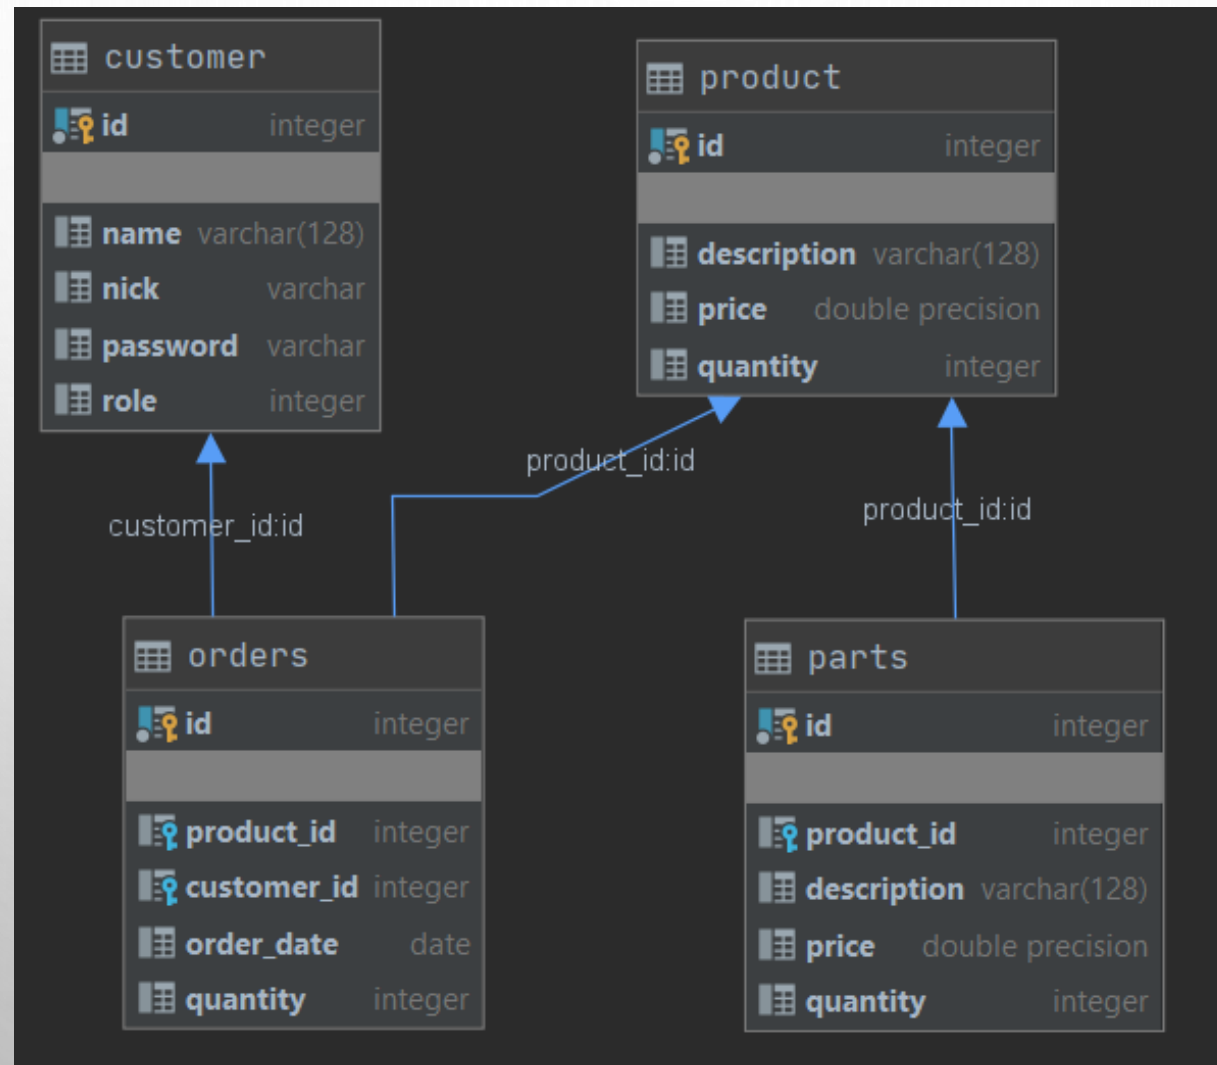 customer
id integer
name varchar(128)
nick varchar
password varchar
role integer
product
id integer
description varchar(128)
price double precision
quantity integer
product_id:id
customer_id:id
product_id:id
orders
id integer
product_id integer
customer_id integer
order_date date
quantity integer
parts
id integer
product_id integer
description varchar(128)
price double precision
quantity integer